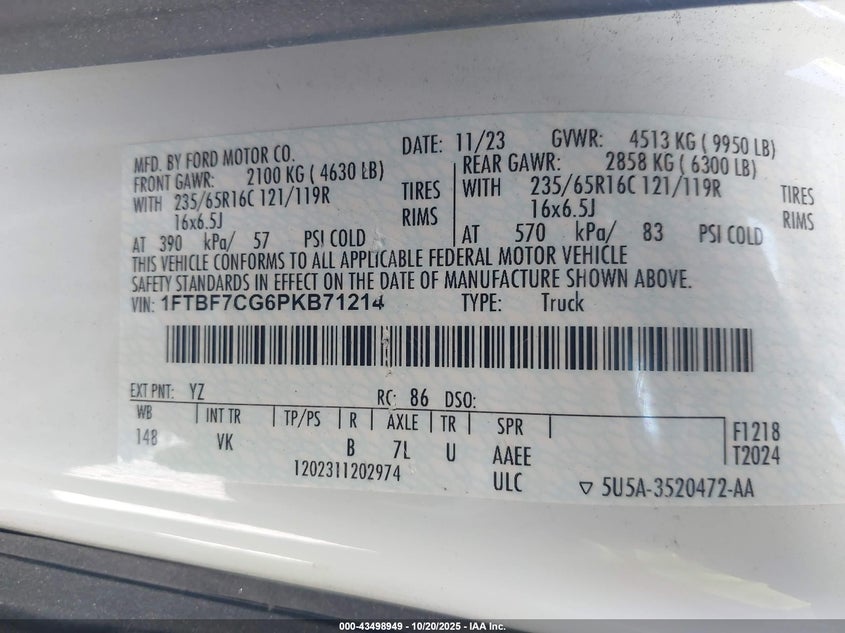 MFD. BY FORD MOTOR CO.
DATE: 11/23 GVWR: 4513 KG ( 9950 LB)
FRONT GAWR: 2100 KG ( 4630 LB)
REAR GAWR: 2858 KG ( 6300 LB)
WITH 235/65R16C 121/119R TIRES
WITH 235/65R16C 121/119R TIRES
16x6.5J RIMS
16x6.5J RIMS
AT 390 kPa/ 57 PSI COLD
AT 570 kPa/ 83 PSI COLD
THIS VEHICLE CONFORMS TO ALL APPLICABLE FEDERAL MOTOR VEHICLE
SAFETY STANDARDS IN EFFECT ON THE DATE OF MANUFACTURE SHOWN ABOVE.
VIN: 1FTBF7CG6PKB71214 TYPE: Truck
EXT PNT: YZ RC: 86 DSO:
WB INT TR TP/PS R AXLE TR SPR
148 VK B 7L U AAEE
F1218
T2024
1202311202974 ULC ▽ 5U5A-3520472-AA
000-43498949 - 10/20/2025 - IAA Inc.